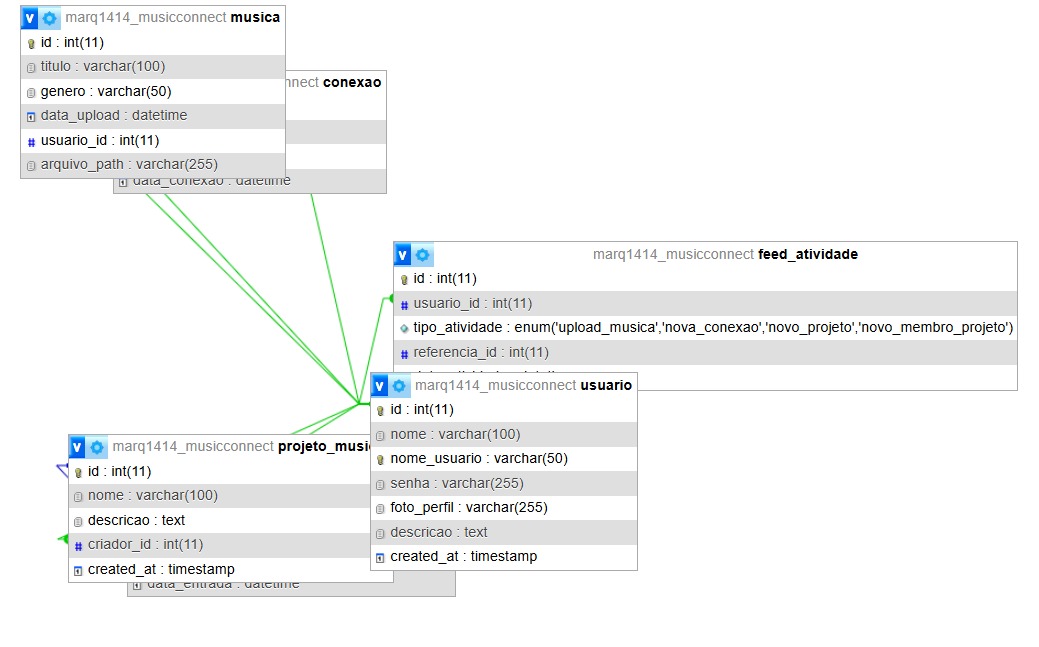 marq1414_musicconnect musica
id : int(11)
titulo : varchar(100)
genero : varchar(50)
data_upload : datetime
usuario_id : int(11)
arquivo_path : varchar(255)
conexao
data_conexao : datetime
marq1414_musicconnect feed_atividade
id : int(11)
usuario_id : int(11)
tipo_atividade : enum('upload_musica','nova_conexao','novo_projeto','novo_membro_projeto')
referencia_id : int(11)
marq1414_musicconnect usuario
id : int(11)
nome : varchar(100)
nome_usuario : varchar(50)
senha : varchar(255)
foto_perfil : varchar(255)
descricao : text
created_at : timestamp
marq1414_musicconnect projeto_music
id : int(11)
nome : varchar(100)
descricao : text
criador_id : int(11)
created_at : timestamp
data_entrada : datetime